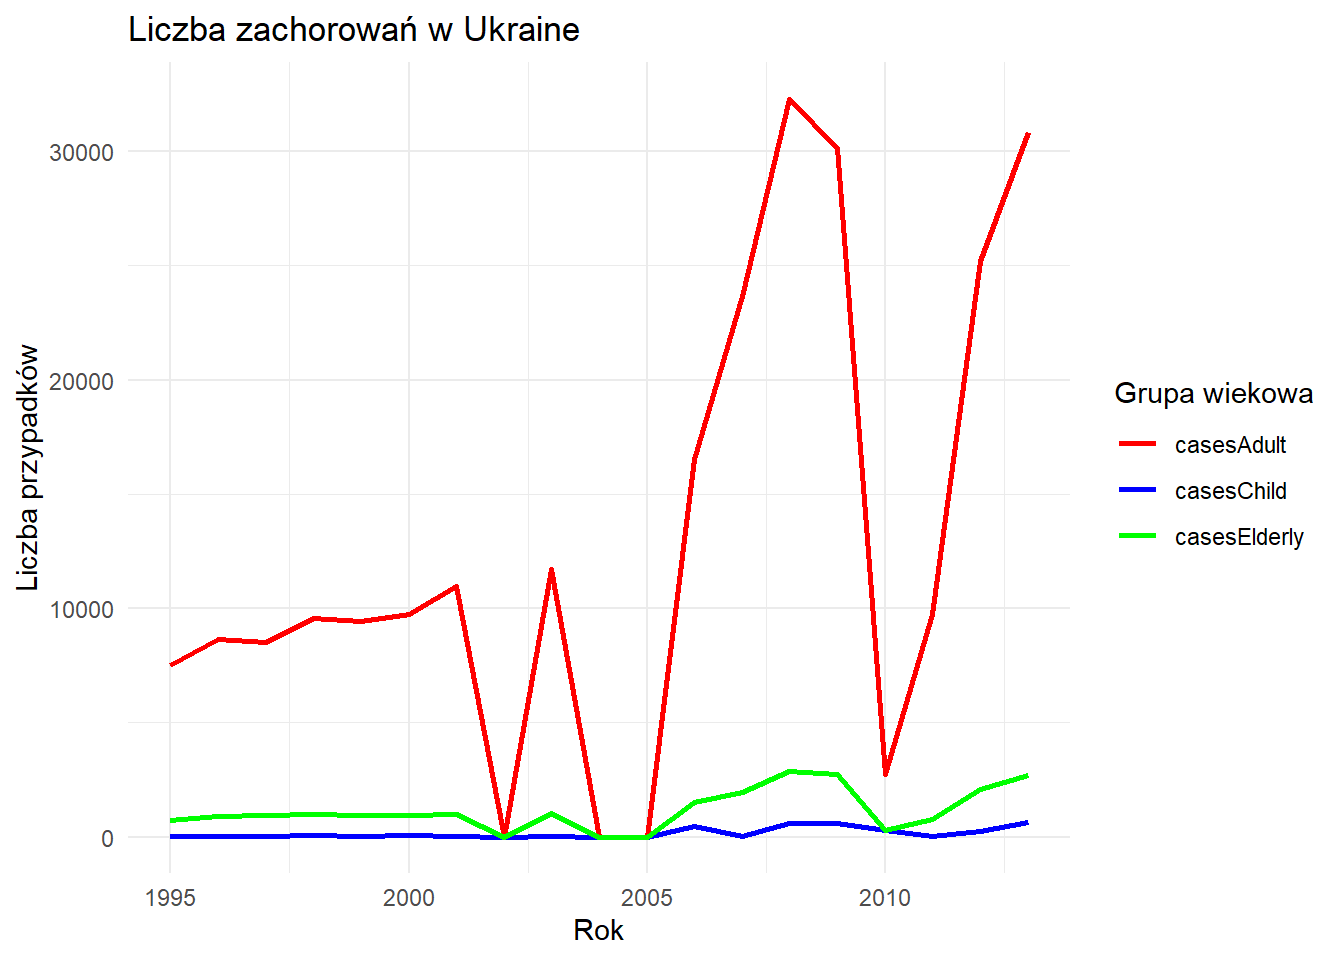 Liczba zachorowań w Ukraine
Liczba przypadków
30000
20000
10000
0
1995
2000
2005
2010
Rok
Grupa wiekowa
casesAdult
casesChild
casesElderly